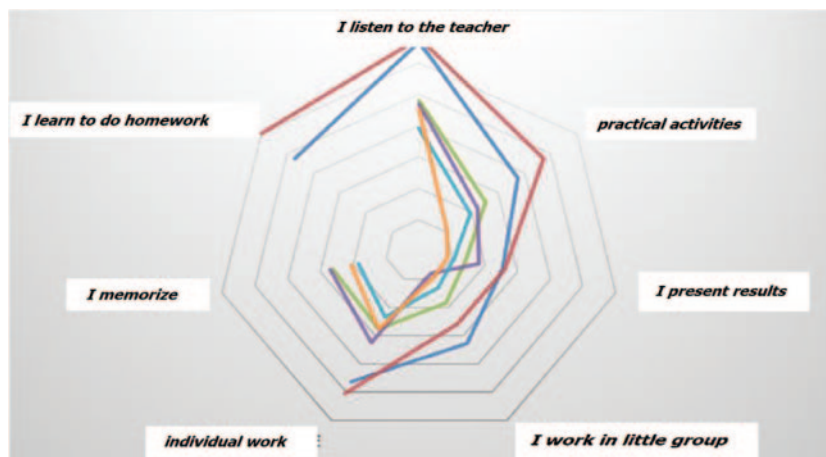 I listen to the teacher
I learn to do homework
practical activities
I memorize
I present results
individual work
I work in little group